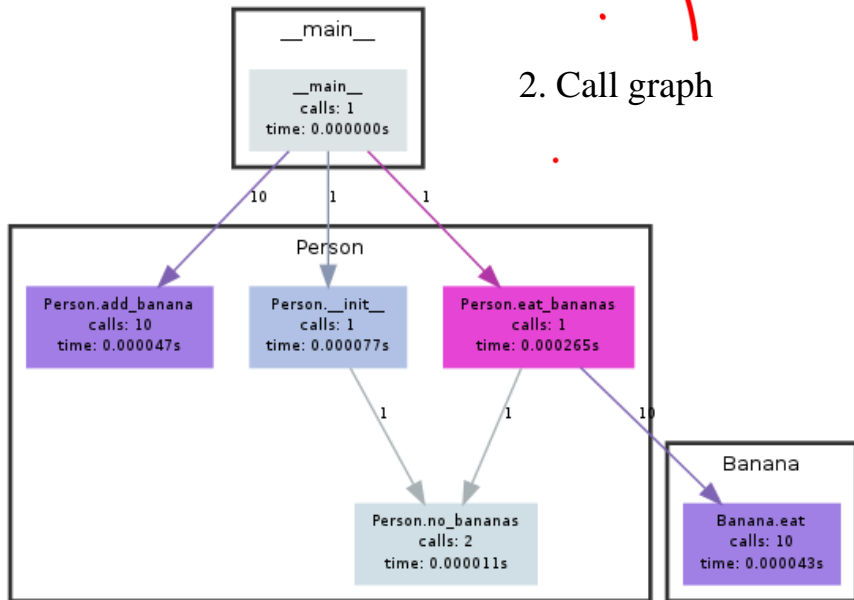 __main__
__main__
calls: 1
time: 0.000000s
2. Call graph
10
1
1
Person
Person.add_banana
calls: 10
time: 0.000047s
Person.__init__
calls: 1
time: 0.000077s
Person.eat_bananas
calls: 1
time: 0.000265s
1
1
10
Banana
Person.no_bananas
calls: 2
time: 0.000011s
Banana.eat
calls: 10
time: 0.000043s